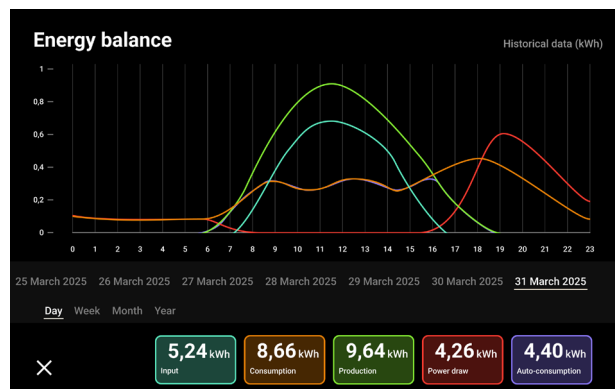 Energy balance
Historical data (kWh)
1
0,8
0,6
0,4
0,2
0
0 1 2 3 4 5 6 7 8 9 10 11 12 13 14 15 16 17 18 19 20 21 22 23
25 March 2025 26 March 2025 27 March 2025 28 March 2025 29 March 2025 30 March 2025 31 March 2025
Day Week Month Year
5,24 kWh 8,66 kWh 9,64 kWh 4,26 kWh 4,40 kWh
Input Consumption Production Power draw Auto-consumption